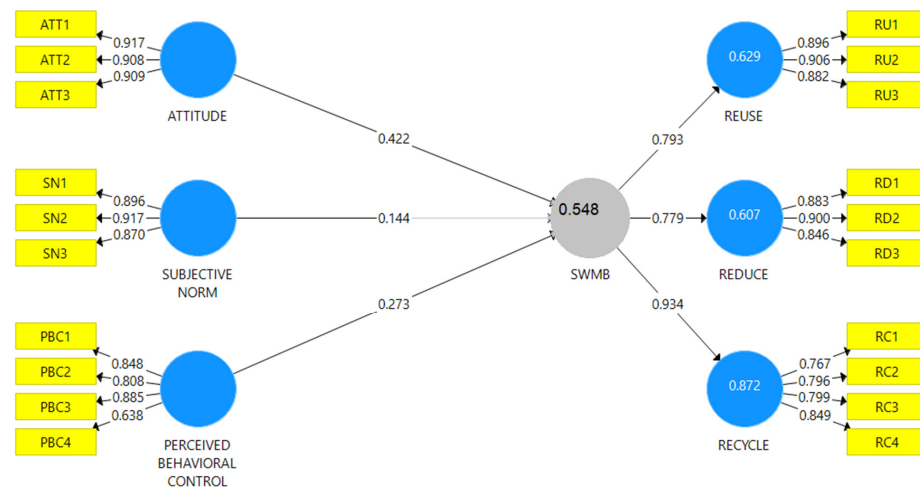 ATT1
ATT2
ATT3
0.917
0.908
0.909
ATTITUDE
SN1
SN2
SN3
0.896
0.917
0.870
SUBJECTIVE
NORM
PBC1
PBC2
PBC3
PBC4
0.848
0.808
0.885
0.638
PERCEIVED
BEHAVIORAL
CONTROL
0.422
0.144
0.273
0.548
SWMB
0.793
0.779
0.934
0.629
REUSE
0.896
0.906
0.882
RU1
RU2
RU3
0.607
REDUCE
0.883
0.900
0.846
RD1
RD2
RD3
0.872
RECYCLE
0.767
0.796
0.799
0.849
RC1
RC2
RC3
RC4